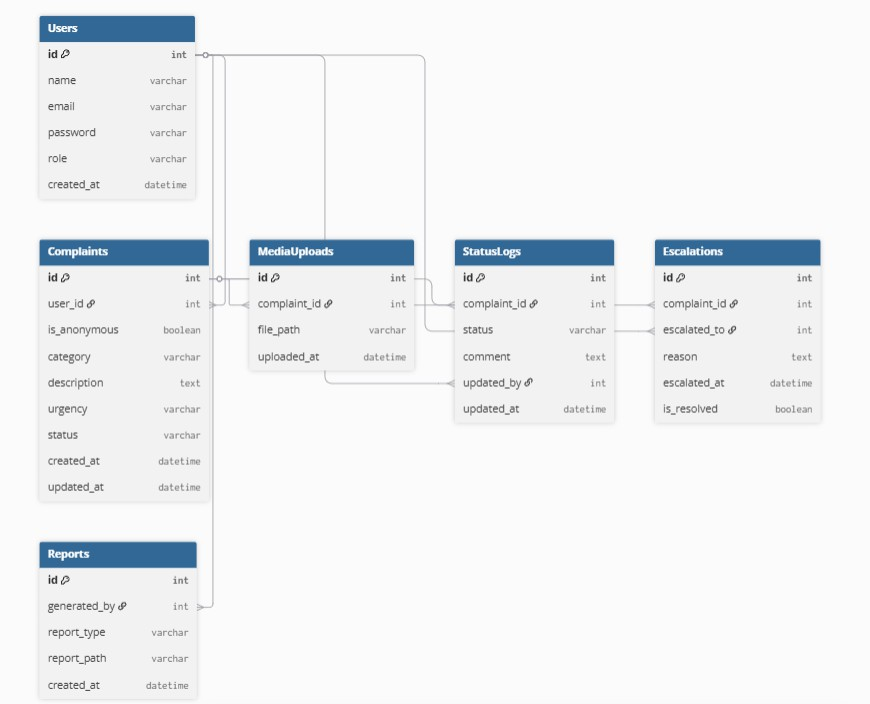 Users
id int
name varchar
email varchar
password varchar
role varchar
created_at datetime
Complaints
id int
user_id int
is_anonymous boolean
category varchar
description text
urgency varchar
status varchar
created_at datetime
updated_at datetime
MediaUploads
id int
complaint_id int
file_path varchar
uploaded_at datetime
StatusLogs
id int
complaint_id int
status varchar
comment text
updated_by int
updated_at datetime
Escalations
id int
complaint_id int
escalated_to int
reason text
escalated_at datetime
is_resolved boolean
Reports
id int
generated_by int
report_type varchar
report_path varchar
created_at datetime